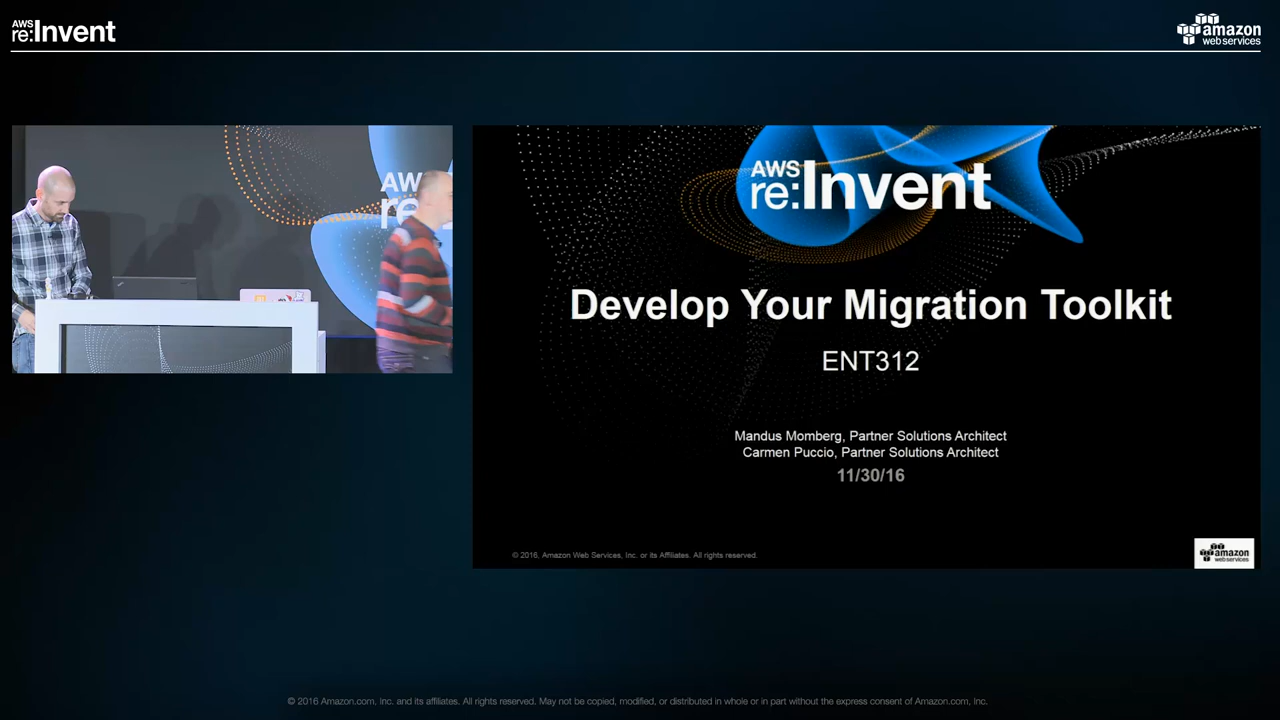 AWS
re:Invent
amazon
web services
AWS
re:Invent
Develop Your Migration Toolkit
ENT312
Mandus Momberg, Partner Solutions Architect
Carmen Puccio, Partner Solutions Architect
11/30/16
© 2016, Amazon Web Services, Inc. or its Affiliates. All rights reserved.
amazon
web services
AW
re
© 2016 Amazon.com, Inc. and its affiliates. All rights reserved. May not be copied, modified, or distributed in whole or in part without the express consent of Amazon.com, Inc.